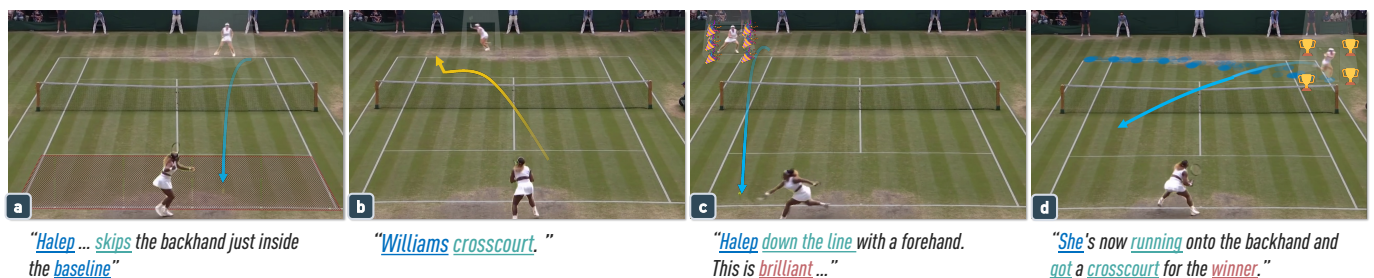 a
"Halep ... skips the backhand just inside
the baseline"
b
"Williams crosscourt. "
c
"Halep down the line with a forehand.
This is brilliant ..."
d
"She's now running onto the backhand and
got a crosscourt for the winner."